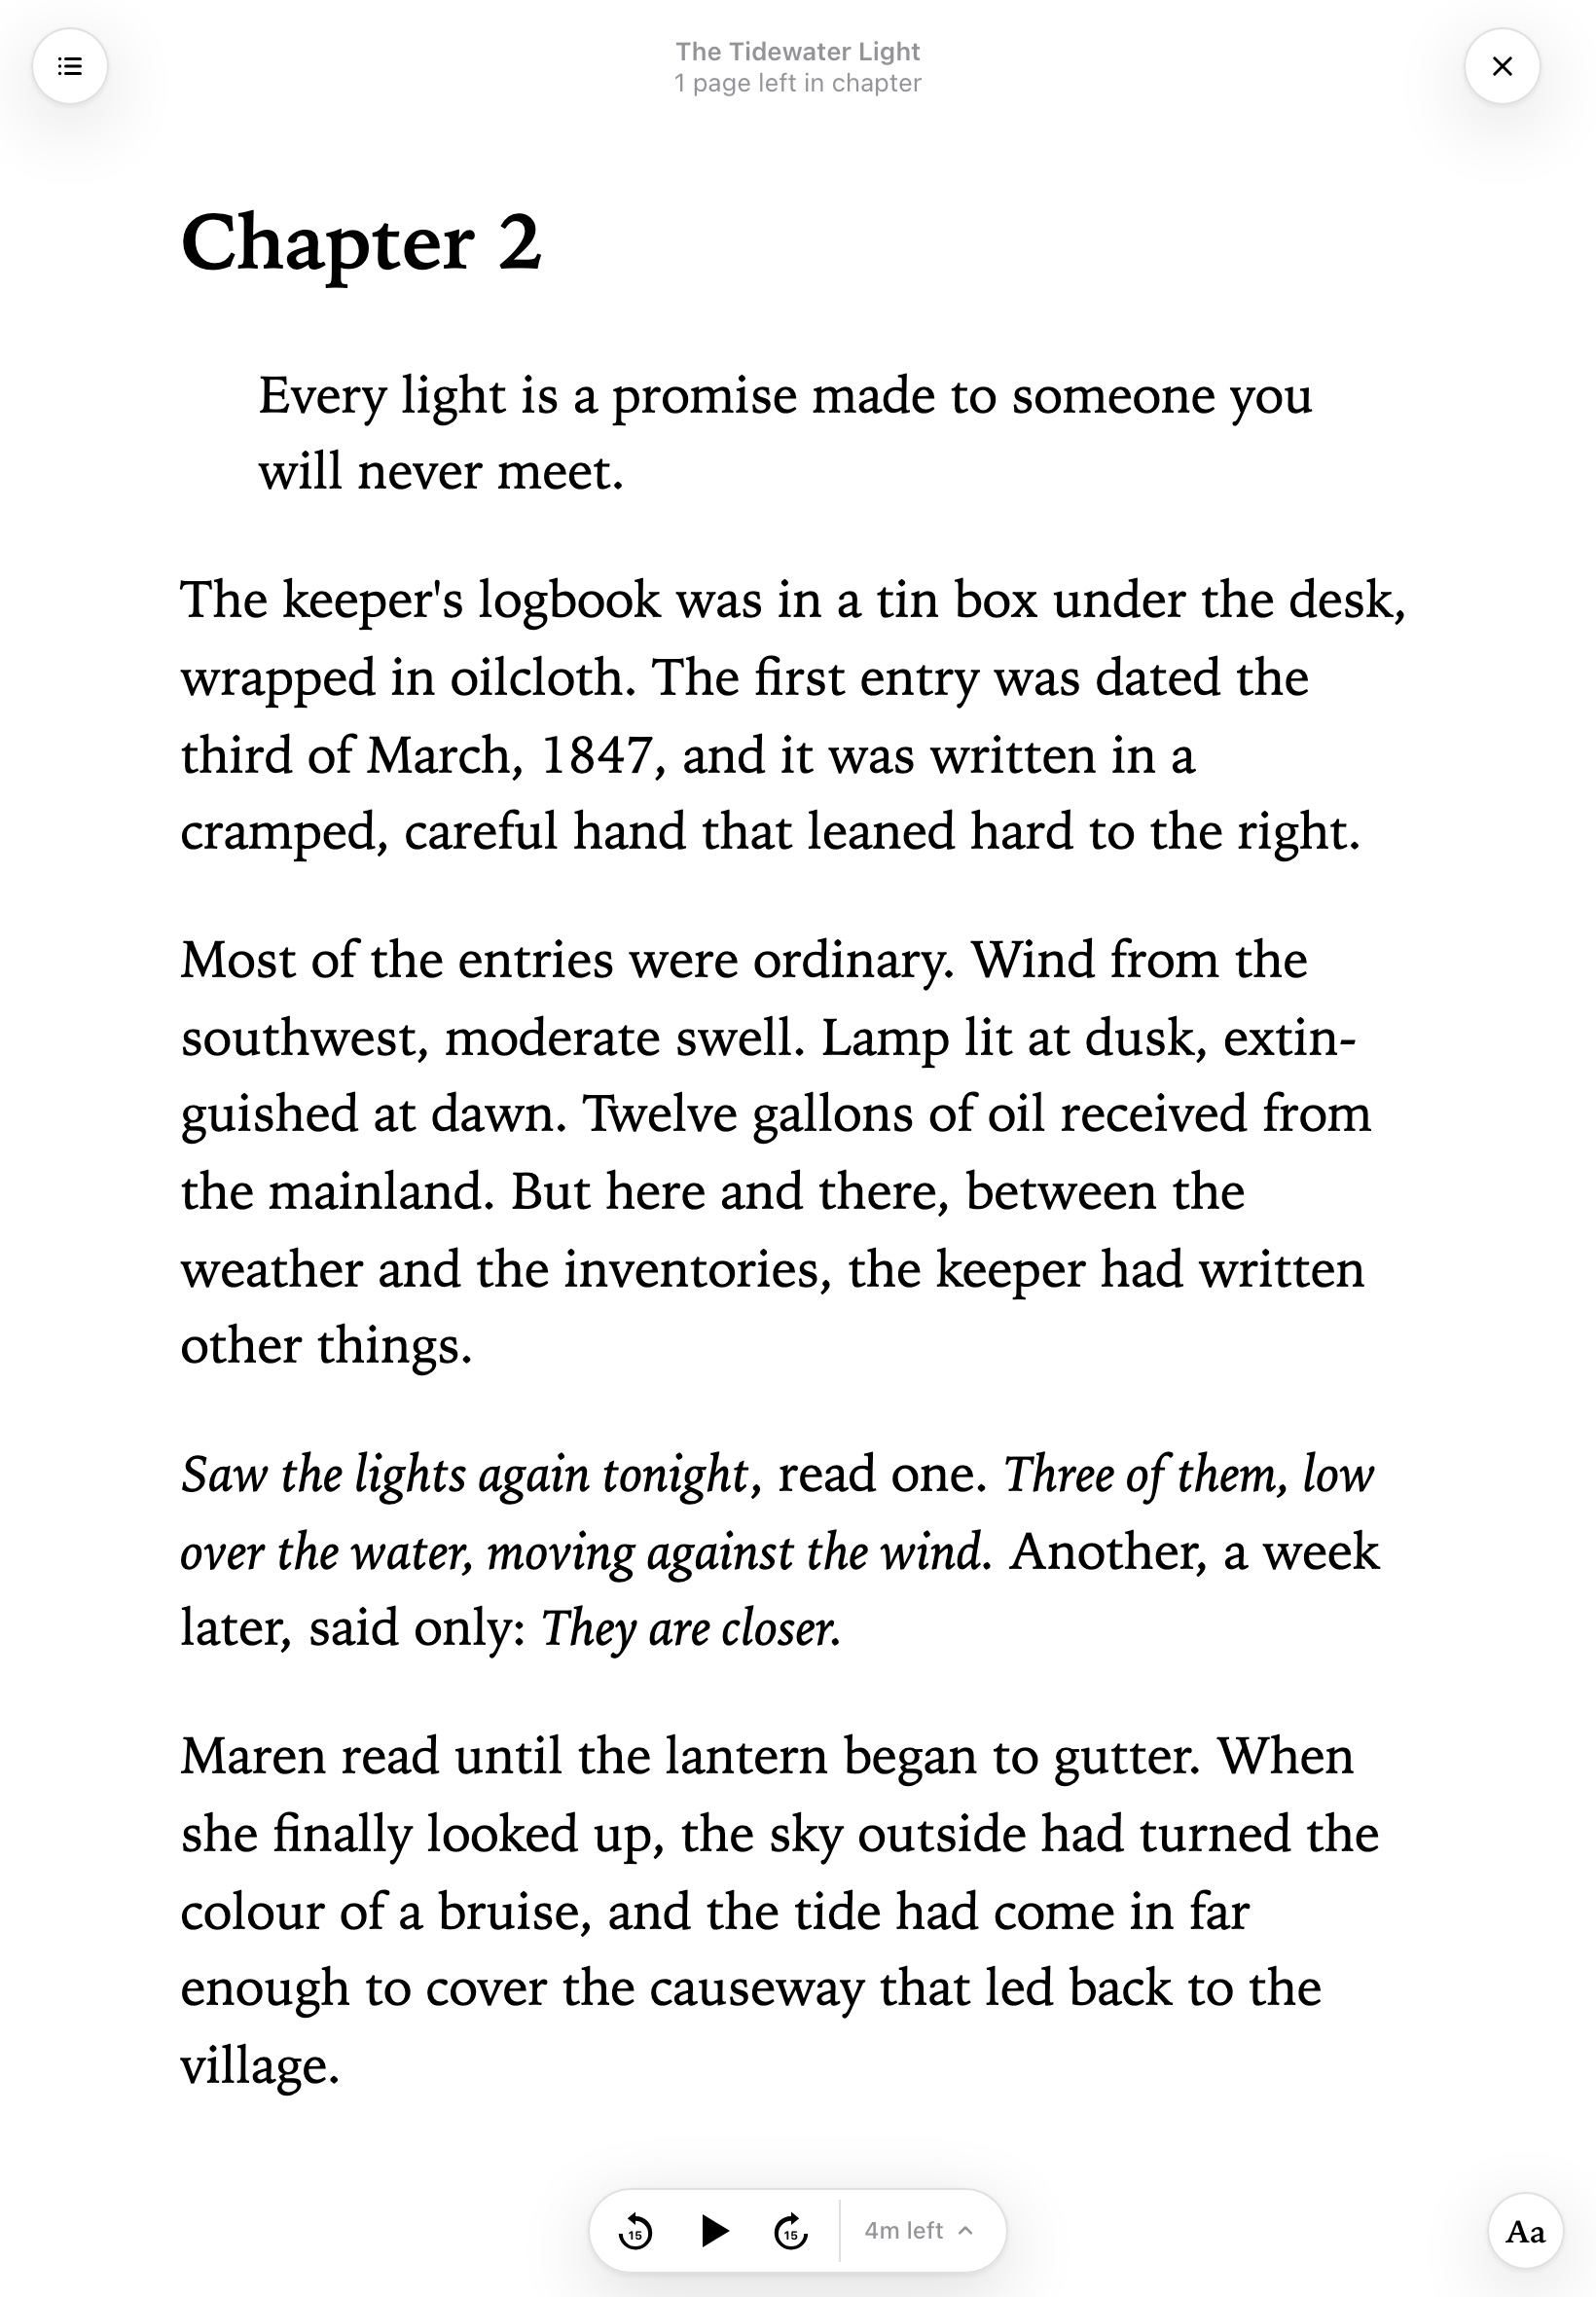 The Tidewater Light
1 page left in chapter
Chapter 2
Every light is a promise made to someone you
will never meet.
The keeper's logbook was in a tin box under the desk,
wrapped in oilcloth. The first entry was dated the
third of March, 1847, and it was written in a
cramped, careful hand that leaned hard to the right.
Most of the entries were ordinary. Wind from the
southwest, moderate swell. Lamp lit at dusk, extin-
guished at dawn. Twelve gallons of oil received from
the mainland. But here and there, between the
weather and the inventories, the keeper had written
other things.
Saw the lights again tonight, read one. Three of them, low
over the water, moving against the wind. Another, a week
later, said only: They are closer.
Maren read until the lantern began to gutter. When
she finally looked up, the sky outside had turned the
colour of a bruise, and the tide had come in far
enough to cover the causeway that led back to the
village.
15 15 4m left
Aa